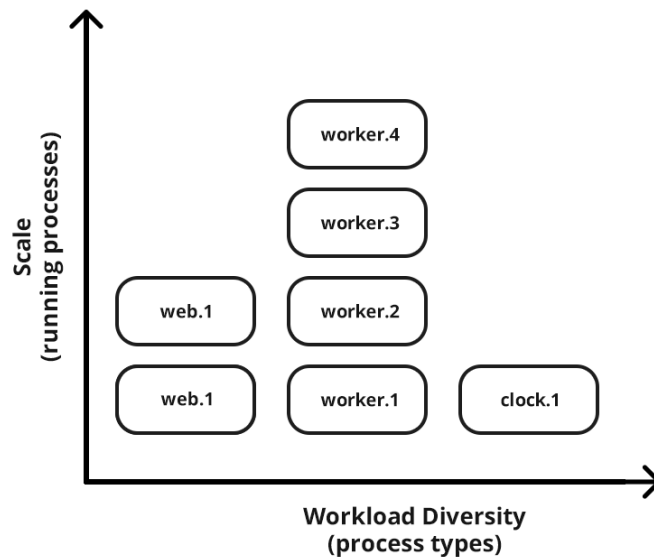 Scale
(running processes)
worker.4
worker.3
web.1
worker.2
web.1
worker.1
clock.1
Workload Diversity
(process types)